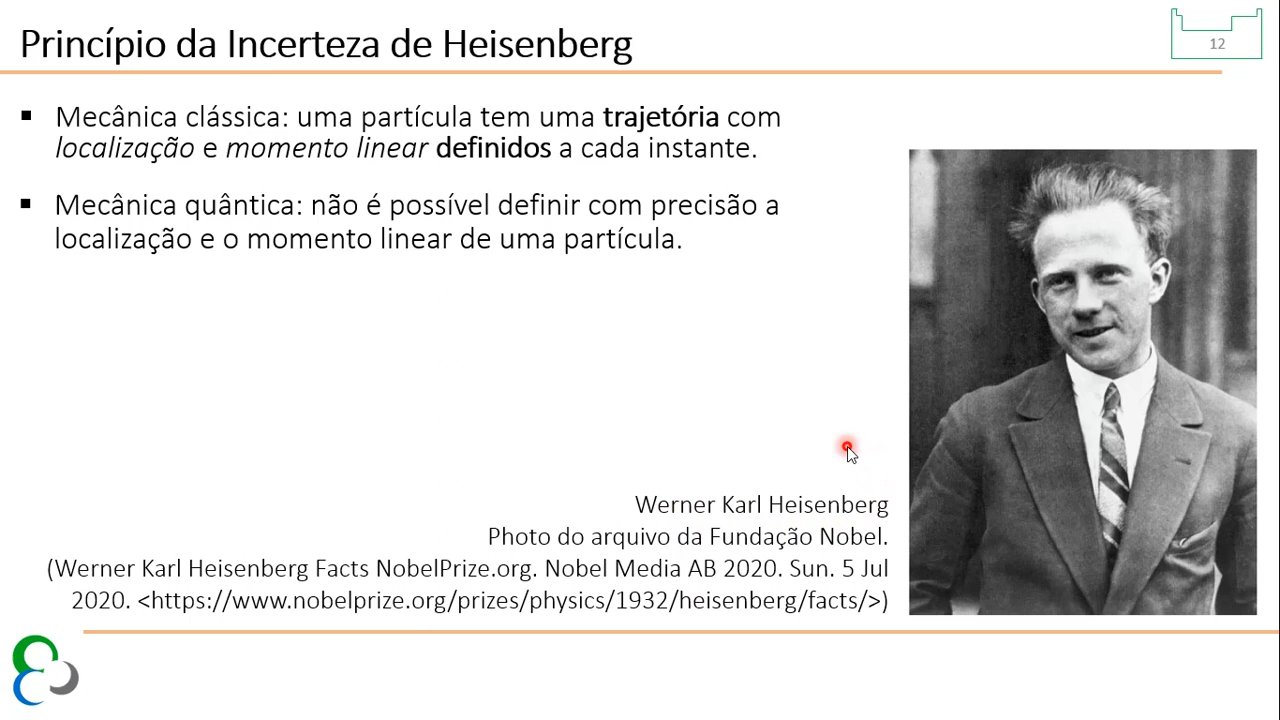 Princípio da Incerteza de Heisenberg
12
▪ Mecânica clássica: uma partícula tem uma trajetória com
localização e momento linear definidos a cada instante.
▪ Mecânica quântica: não é possível definir com precisão a
localização e o momento linear de uma partícula.
Werner Karl Heisenberg
Photo do arquivo da Fundação Nobel.
(Werner Karl Heisenberg Facts NobelPrize.org. Nobel Media AB 2020. Sun. 5 Jul
2020. <https://www.nobelprize.org/prizes/physics/1932/heisenberg/facts/>)